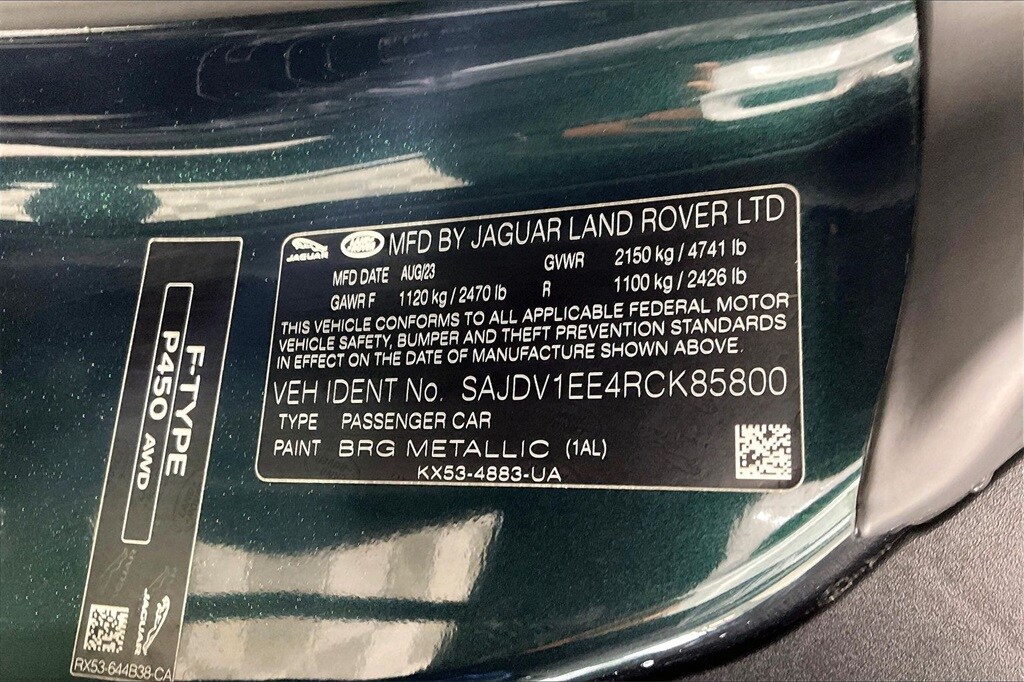 JAGUAR LAND ROVER MFD BY JAGUAR LAND ROVER LTD
MFD DATE AUG/23 GVWR 2150 kg / 4741 lb
GAWR F 1120 kg / 2470 lb R 1100 kg / 2426 lb
THIS VEHICLE CONFORMS TO ALL APPLICABLE FEDERAL MOTOR
VEHICLE SAFETY, BUMPER AND THEFT PREVENTION STANDARDS
IN EFFECT ON THE DATE OF MANUFACTURE SHOWN ABOVE.
VEH IDENT No. SAJDV1EE4RCK85800
TYPE PASSENGER CAR
PAINT BRG METALLIC (1AL)
KX53-4883-UA
F-TYPE
P450 AWD
JAGUAR
RX53-644B38-CA